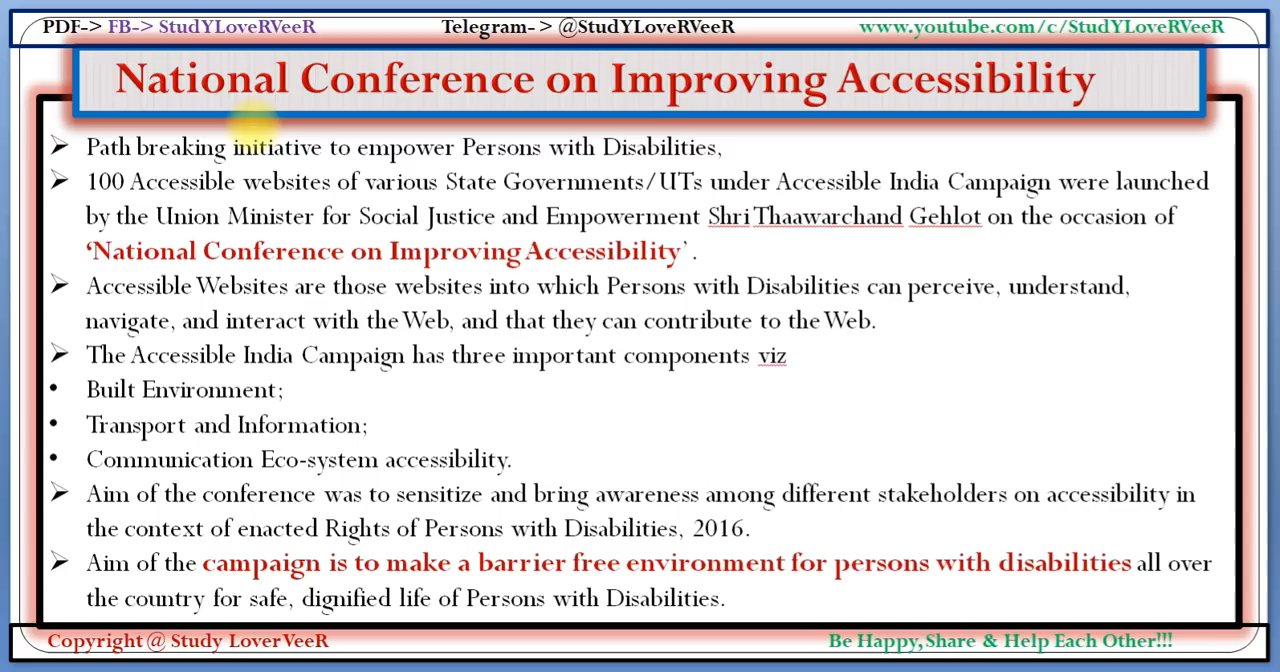 PDF-> FB-> StudYLoveRVeeR Telegram- > @StudYLoveRVeeR www.youtube.com/c/StudYLoveRVeeR
National Conference on Improving Accessibility
➢ Path breaking initiative to empower Persons with Disabilities,
➢ 100 Accessible websites of various State Governments/UTs under Accessible India Campaign were launched
by the Union Minister for Social Justice and Empowerment Shri Thaawarchand Gehlot on the occasion of
‘National Conference on Improving Accessibility’.
➢ Accessible Websites are those websites into which Persons with Disabilities can perceive, understand,
navigate, and interact with the Web, and that they can contribute to the Web.
➢ The Accessible India Campaign has three important components viz
• Built Environment;
• Transport and Information;
• Communication Eco-system accessibility.
➢ Aim of the conference was to sensitize and bring awareness among different stakeholders on accessibility in
the context of enacted Rights of Persons with Disabilities, 2016.
➢ Aim of the campaign is to make a barrier free environment for persons with disabilities all over
the country for safe, dignified life of Persons with Disabilities.
Copyright @ Study LoverVeeR Be Happy,Share & Help Each Other!!!